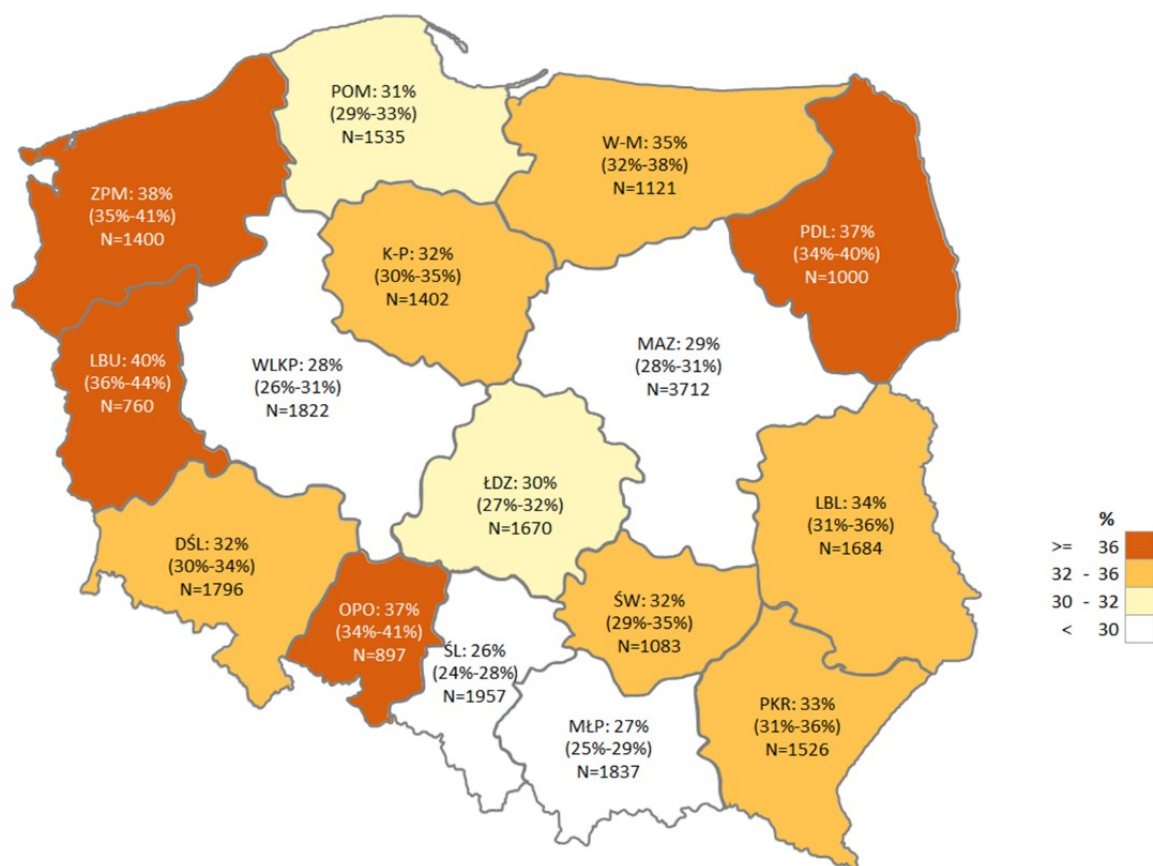 POM: 31%
(29%-33%)
N=1535
W-M: 35%
(32%-38%)
N=1121
ZPM: 38%
(35%-41%)
N=1400
PDL: 37%
(34%-40%)
N=1000
K-P: 32%
(30%-35%)
N=1402
MAZ: 29%
(28%-31%)
N=3712
LBU: 40%
(36%-44%)
N=760
WLKP: 28%
(26%-31%)
N=1822
ŁDZ: 30%
(27%-32%)
N=1670
LBL: 34%
(31%-36%)
N=1684
DŚL: 32%
(30%-34%)
N=1796
OPO: 37%
(34%-41%)
N=897
ŚW: 32%
(29%-35%)
N=1083
ŚL: 26%
(24%-28%)
N=1957
MŁP: 27%
(25%-29%)
N=1837
PKR: 33%
(31%-36%)
N=1526
%
>= 36
32 - 36
30 - 32
< 30